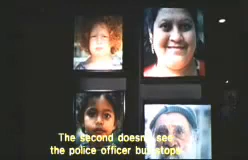 The second doesn't see
the police officer but stops